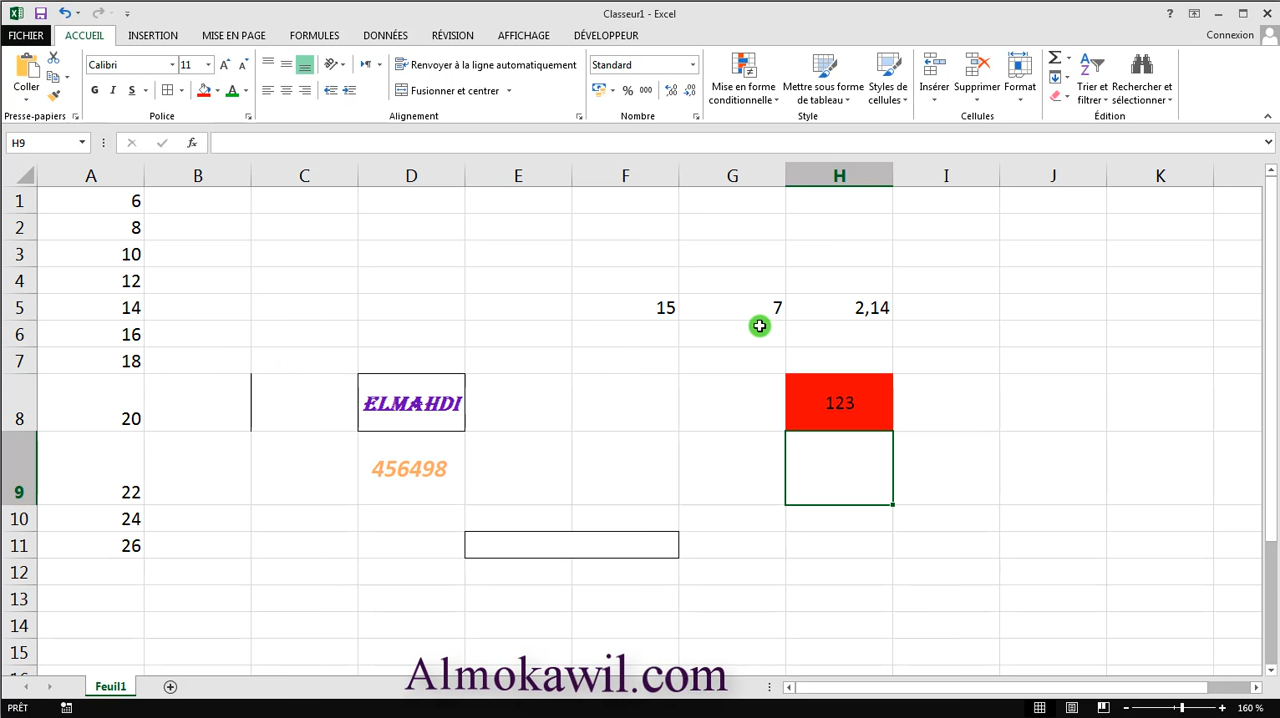 Classeur1 - Excel
FICHIER ACCUEIL INSERTION MISE EN PAGE FORMULES DONNÉES RÉVISION AFFICHAGE DÉVELOPPEUR Connexion
Coller
Calibri 11
G I S
Renvoyer à la ligne automatiquement
Fusionner et centrer
Standard
% 000
Mise en forme conditionnelle
Mettre sous forme de tableau
Styles de cellules
Insérer
Supprimer
Format
Trier et filtrer
Rechercher et sélectionner
Presse-papiers Police Alignement Nombre Style Cellules Édition
H9 fx
A B C D E F G H I J K
1 6
2 8
3 10
4 12
5 14 15 7 2,14
6 16
7 18
8 20 ELMAHDI 123
9 22 456498
10 24
11 26
12
13
14
15
Almokawil.com
Feuil1
PRÊT 160 %